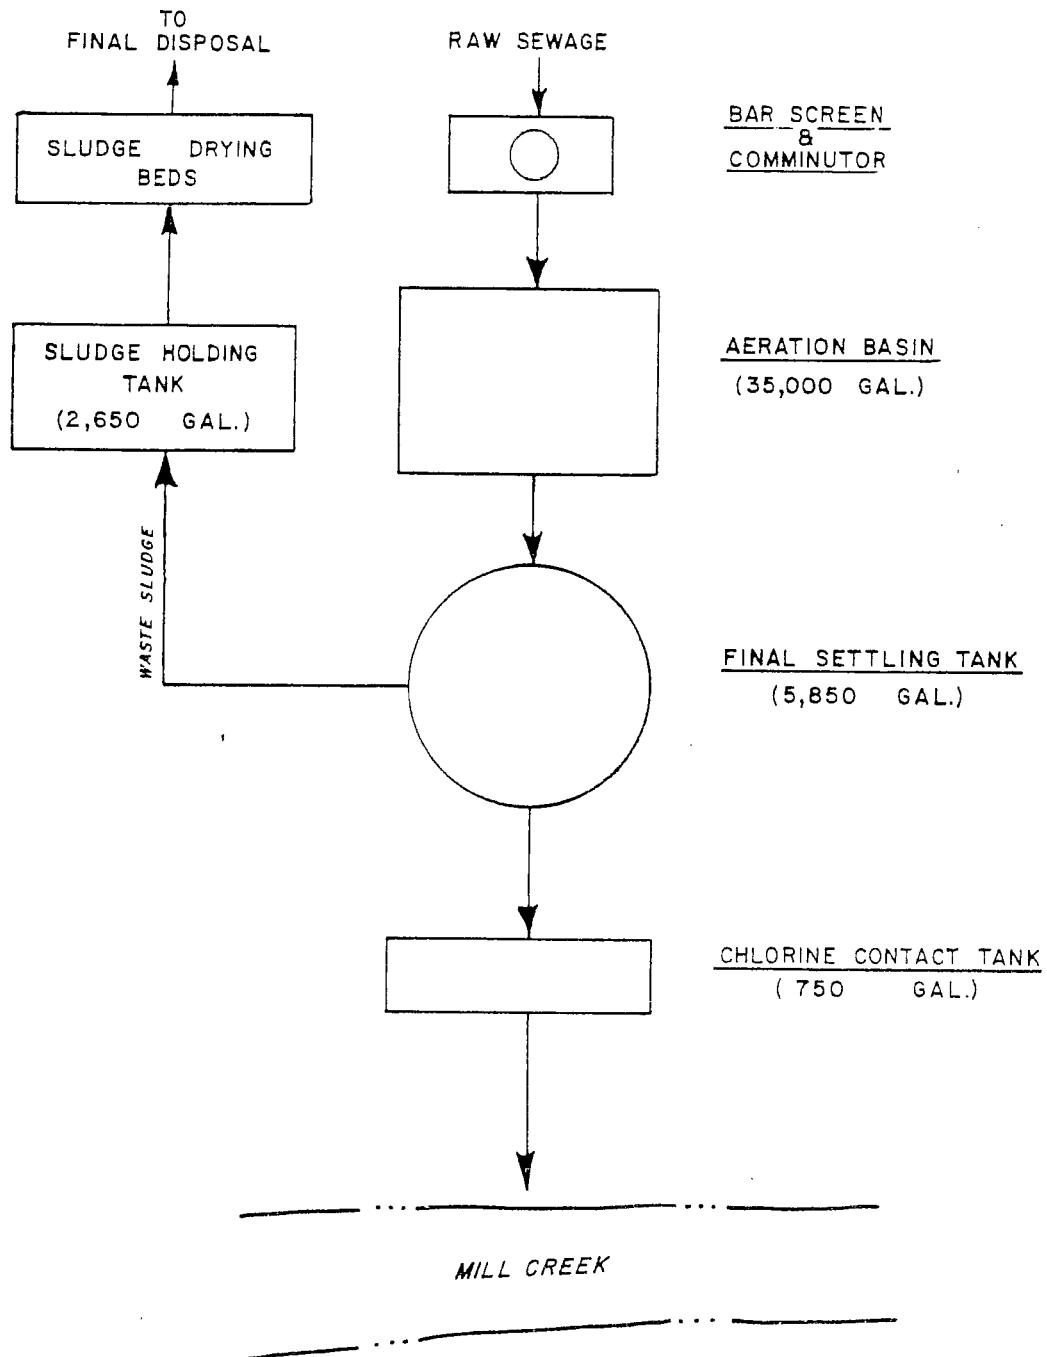 TO
FINAL DISPOSAL
RAW SEWAGE
SLUDGE DRYING
BEDS
BAR SCREEN
&
COMMINUTOR
SLUDGE HOLDING
TANK
(2,650 GAL.)
AERATION BASIN
(35,000 GAL.)
WASTE SLUDGE
FINAL SETTLING TANK
(5,850 GAL.)
CHLORINE CONTACT TANK
( 750 GAL.)
MILL CREEK